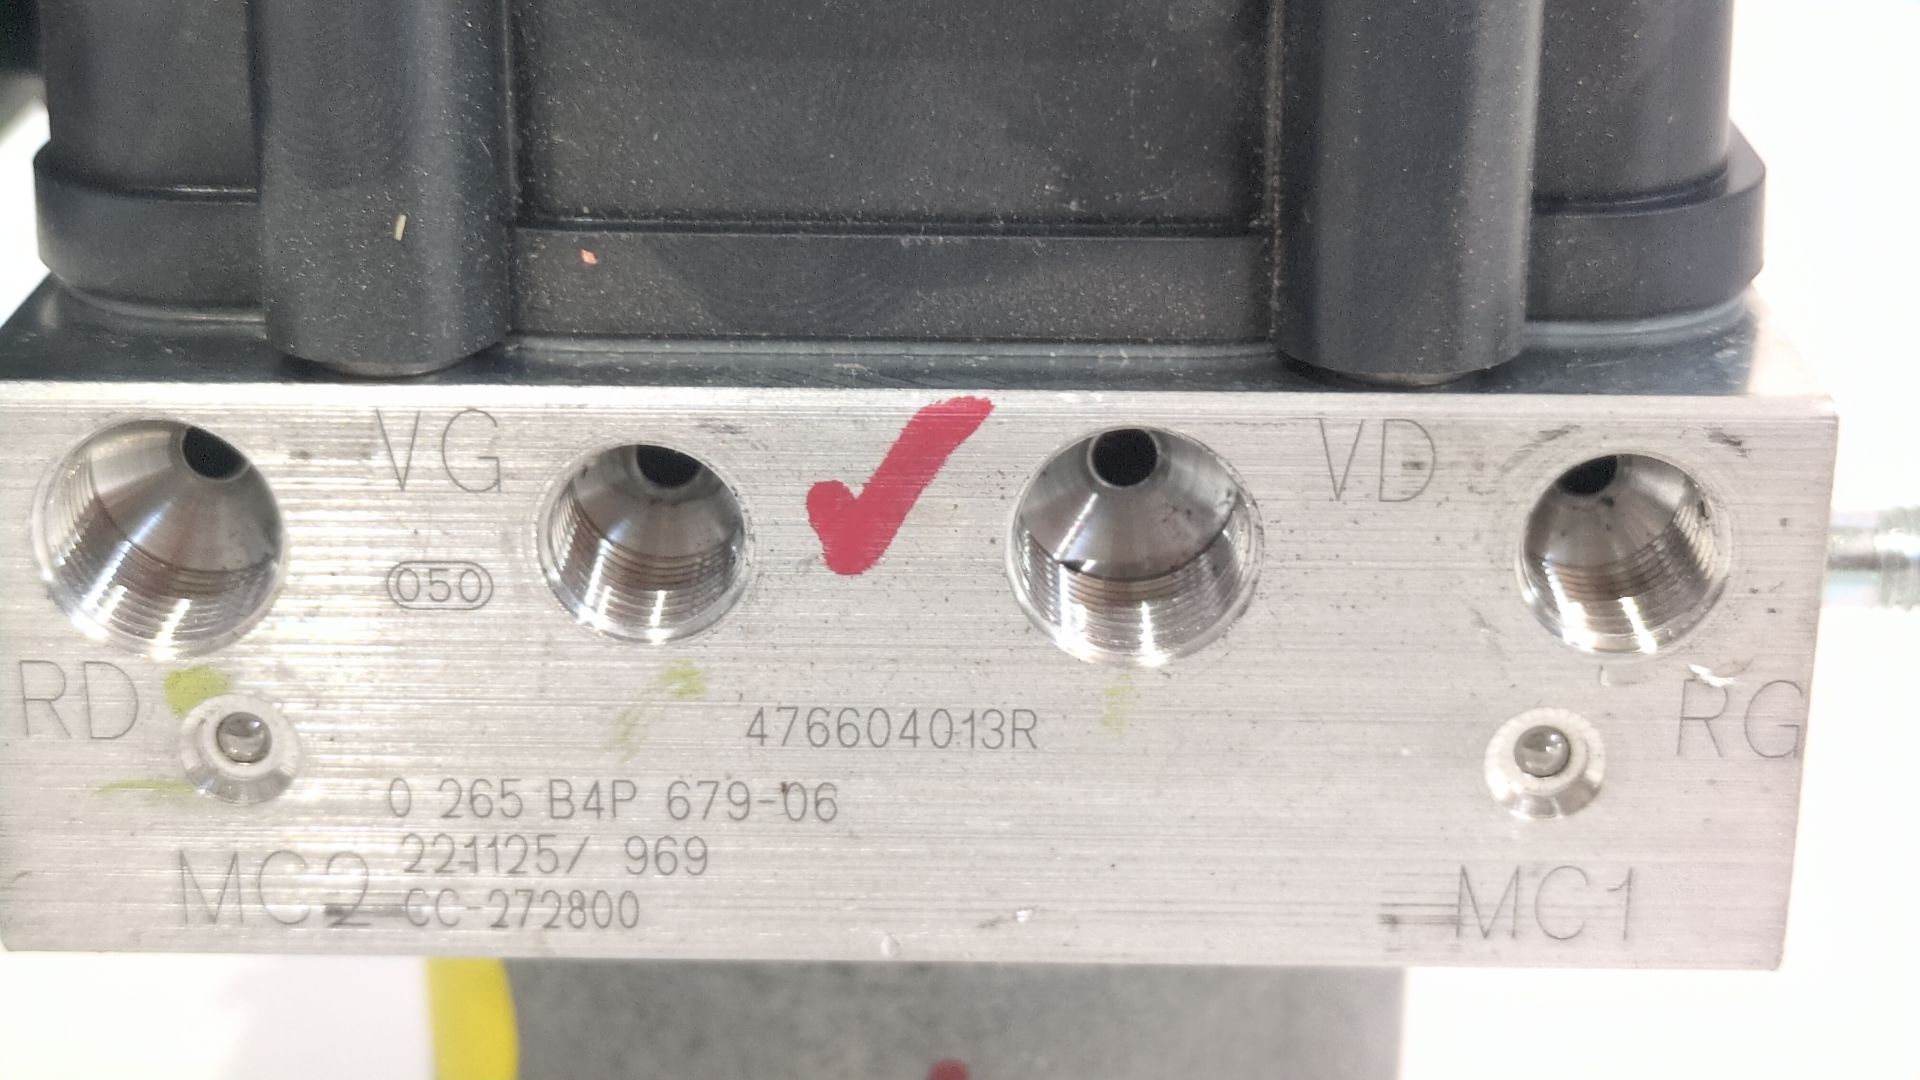 VG
VD
050
RD
RG
476604013R
0 265 B4P 679-06
221125/ 969
MC2
CC-272800
MC1